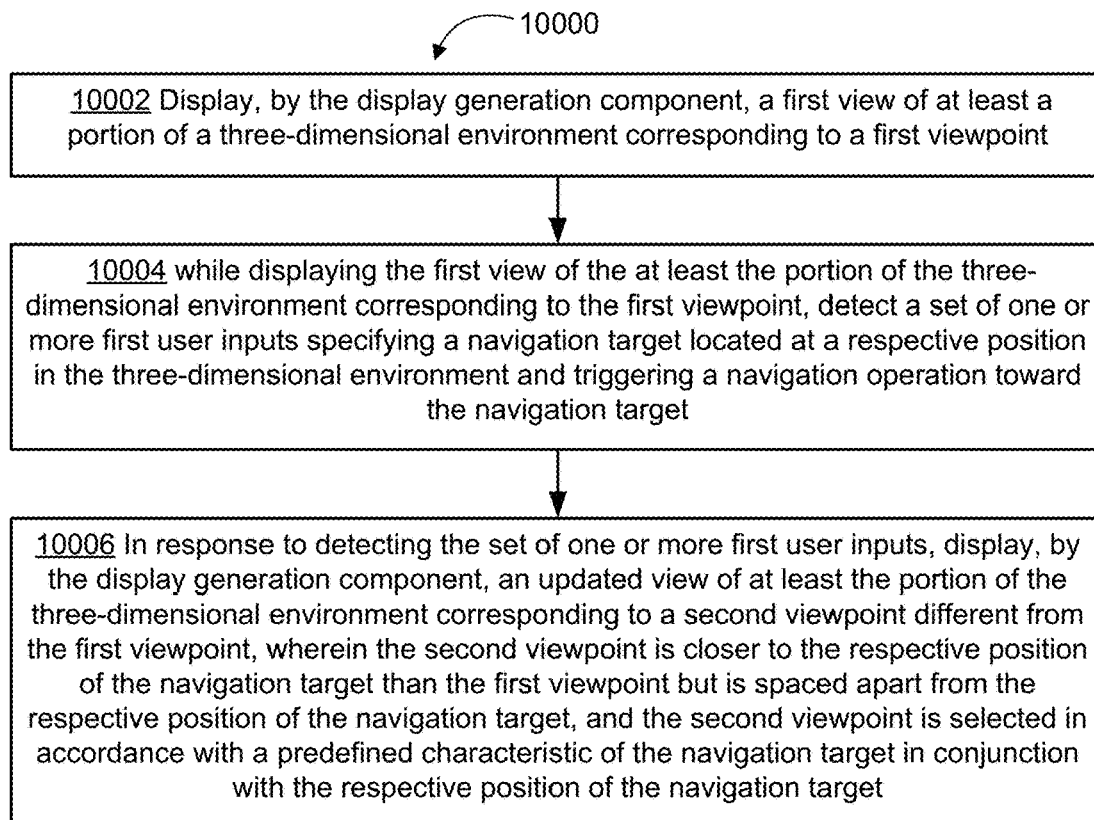 10000
10002 Display, by the display generation component, a first view of at least a
portion of a three-dimensional environment corresponding to a first viewpoint
10004 while displaying the first view of the at least the portion of the three-
dimensional environment corresponding to the first viewpoint, detect a set of one or
more first user inputs specifying a navigation target located at a respective position
in the three-dimensional environment and triggering a navigation operation toward
the navigation target
10006 In response to detecting the set of one or more first user inputs, display, by
the display generation component, an updated view of at least the portion of the
three-dimensional environment corresponding to a second viewpoint different from
the first viewpoint, wherein the second viewpoint is closer to the respective position
of the navigation target than the first viewpoint but is spaced apart from the
respective position of the navigation target, and the second viewpoint is selected in
accordance with a predefined characteristic of the navigation target in conjunction
with the respective position of the navigation target